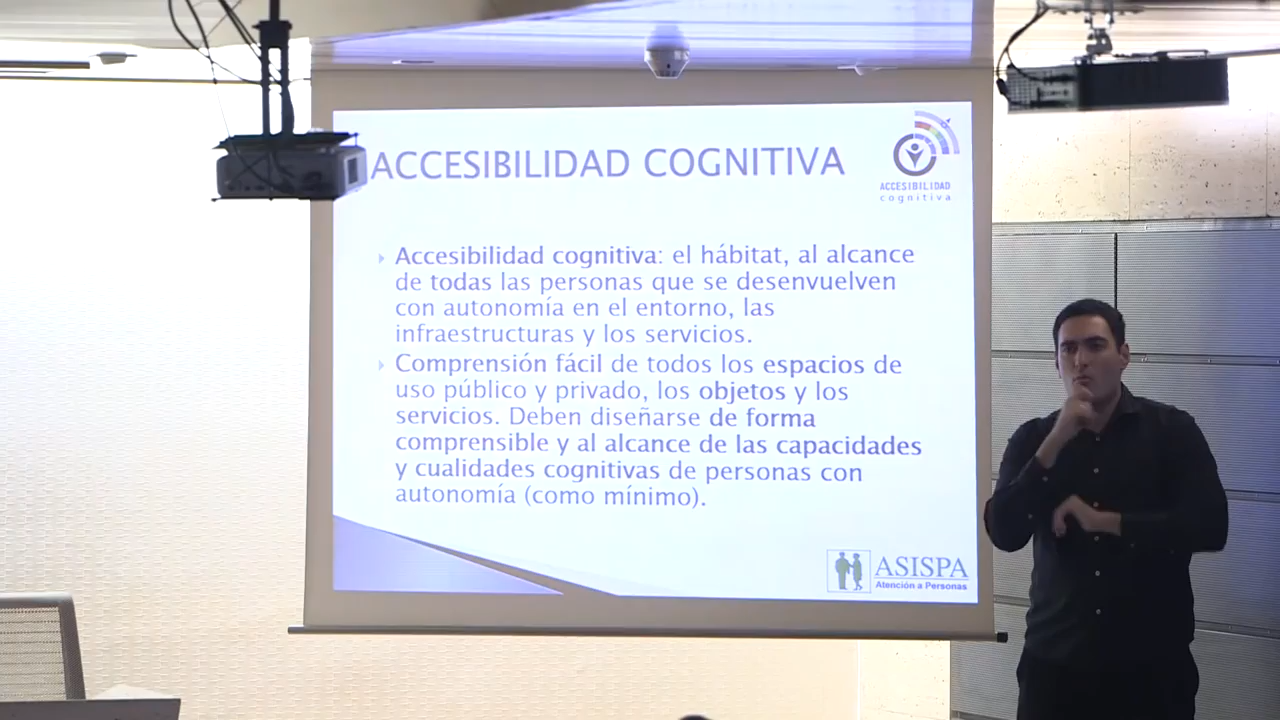 ACCESIBILIDAD COGNITIVA
ACCESIBILIDAD
cognitiva
Accesibilidad cognitiva: el hábitat, al alcance
de todas las personas que se desenvuelven
con autonomía en el entorno, las
infraestructuras y los servicios.
Comprensión fácil de todos los espacios de
uso público y privado, los objetos y los
servicios. Deben diseñarse de forma
comprensible y al alcance de las capacidades
y cualidades cognitivas de personas con
autonomía (como mínimo).
ASISPA
Atención a Personas